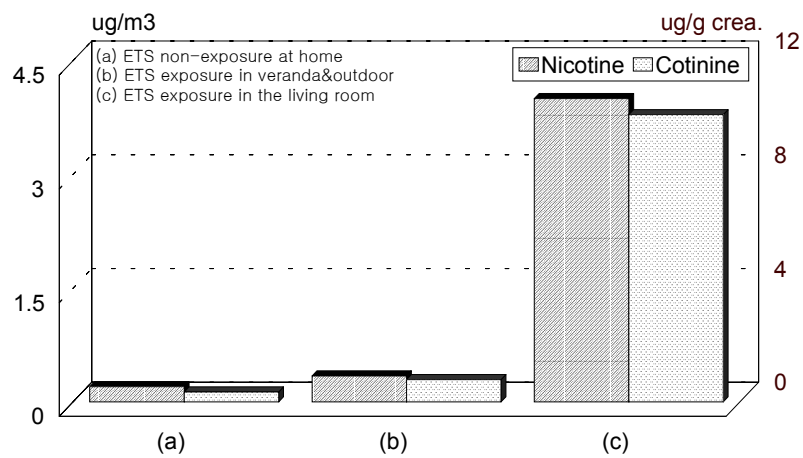 ug/m3
ug/g crea.
(a) ETS non-exposure at home
(b) ETS exposure in veranda&outdoor
(c) ETS exposure in the living room
Nicotine Cotinine
4.5
3
1.5
0
12
8
4
0
(a) (b) (c)